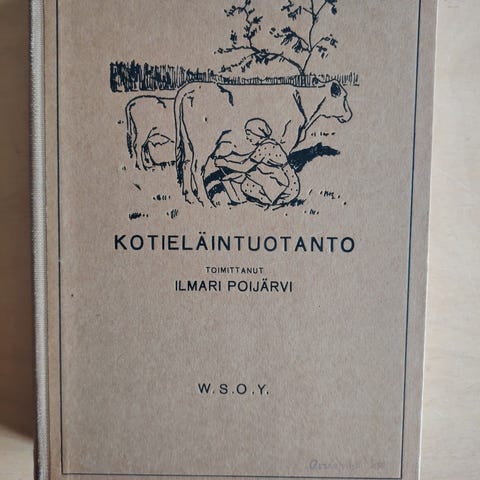 KOTIELÄINTUOTANTO
TOIMITTANUT
ILMARI POIJÄRVI
W.S.O.Y.